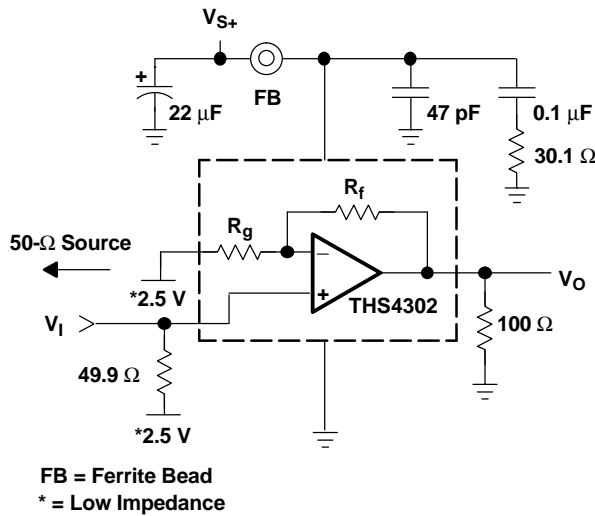 VS+
+
22 µF
FB
47 pF
0.1 µF
30.1 Ω
Rf
Rg
50-Ω Source
*2.5 V
−
+
THS4302
VO
VI
49.9 Ω
100 Ω
*2.5 V
FB = Ferrite Bead
* = Low Impedance